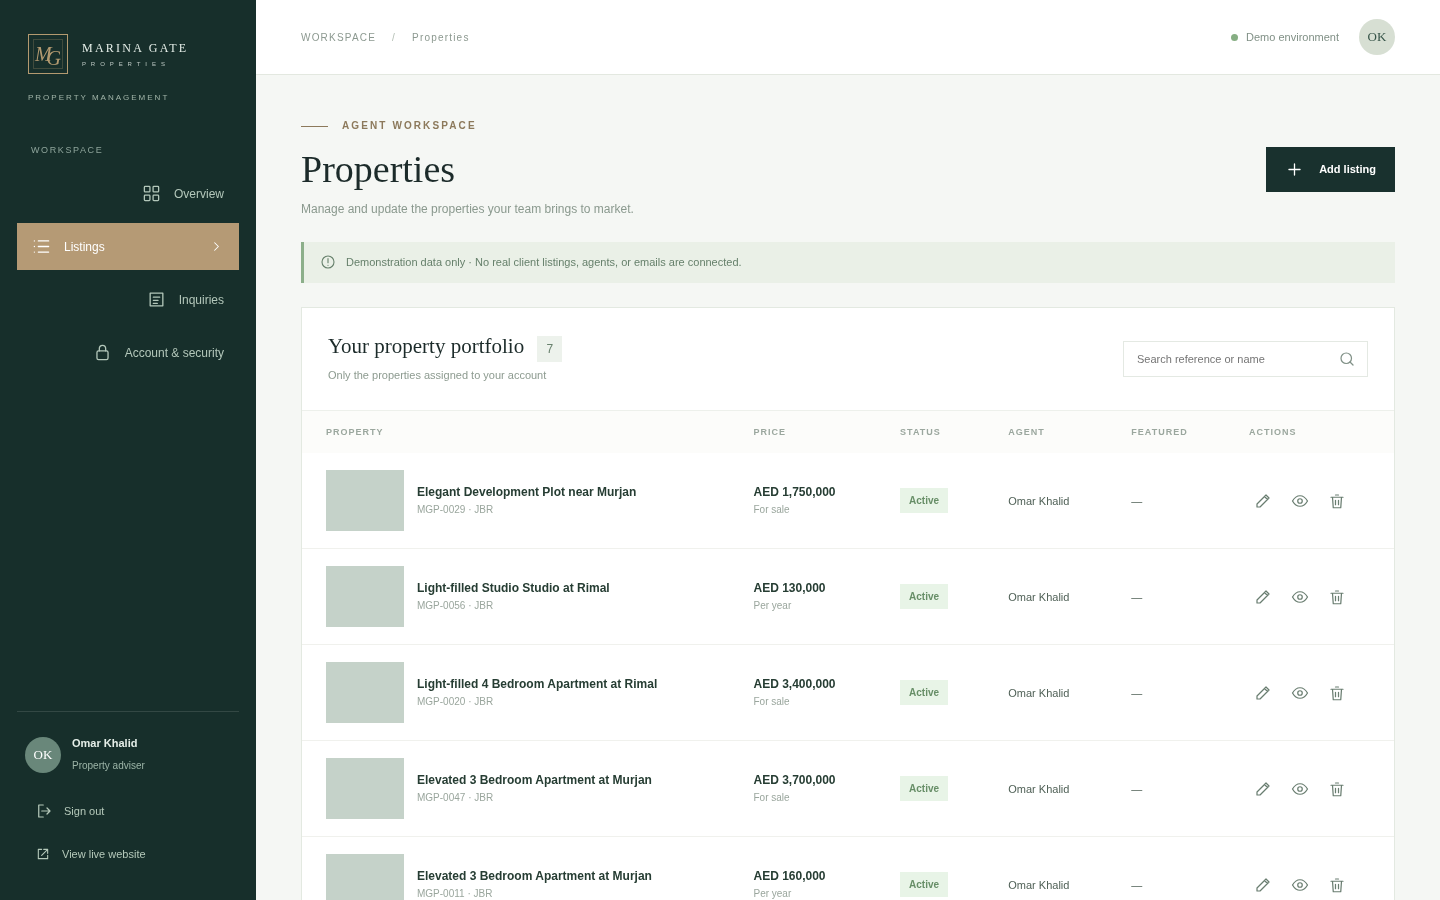 MG
MARINA GATE
PROPERTIES
PROPERTY MANAGEMENT
WORKSPACE
Overview
Listings
Inquiries
Account & security
OK
Omar Khalid
Property adviser
Sign out
View live website
WORKSPACE / Properties
Demo environment
OK
AGENT WORKSPACE
Properties
Add listing
Manage and update the properties your team brings to market.
Demonstration data only · No real client listings, agents, or emails are connected.
Your property portfolio 7
Only the properties assigned to your account
Search reference or name
PROPERTY PRICE STATUS AGENT FEATURED ACTIONS
Elegant Development Plot near Murjan
MGP-0029 · JBR
AED 1,750,000
For sale
Active
Omar Khalid
—
Light-filled Studio Studio at Rimal
MGP-0056 · JBR
AED 130,000
Per year
Active
Omar Khalid
—
Light-filled 4 Bedroom Apartment at Rimal
MGP-0020 · JBR
AED 3,400,000
For sale
Active
Omar Khalid
—
Elevated 3 Bedroom Apartment at Murjan
MGP-0047 · JBR
AED 3,700,000
For sale
Active
Omar Khalid
—
Elevated 3 Bedroom Apartment at Murjan
MGP-0011 · JBR
AED 160,000
Per year
Active
Omar Khalid
—